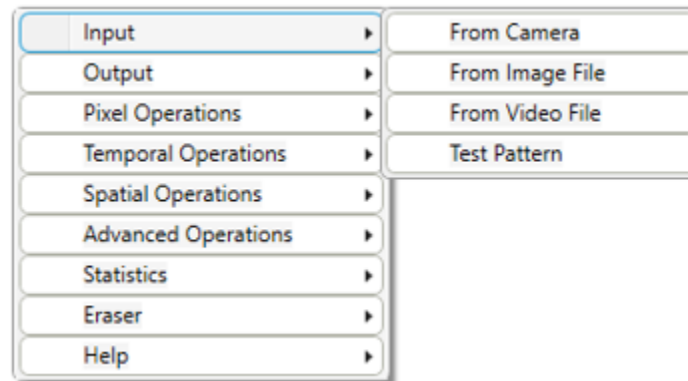 Input
Output
Pixel Operations
Temporal Operations
Spatial Operations
Advanced Operations
Statistics
Eraser
Help
From Camera
From Image File
From Video File
Test Pattern